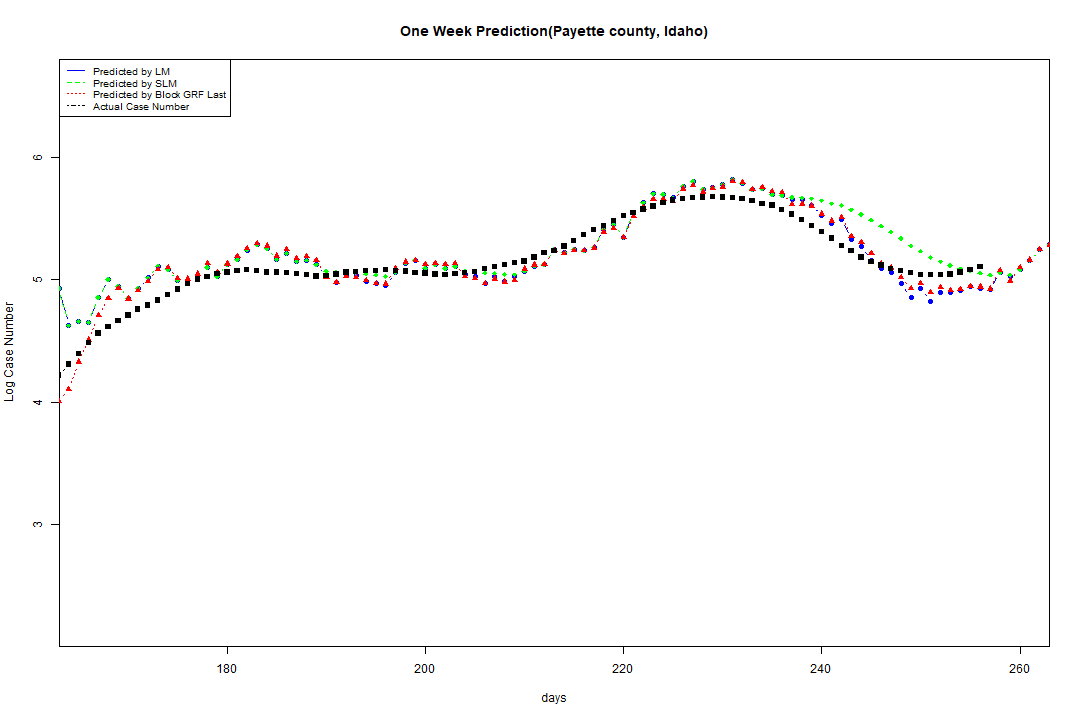 One Week Prediction(Payette county, Idaho)
Predicted by LM
Predicted by SLM
Predicted by Block GRF Last
Actual Case Number
6
5
4
3
Log Case Number
180 200 220 240 260
days